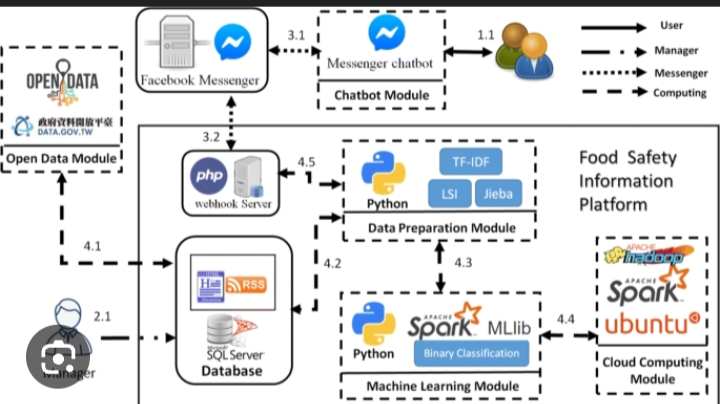 OPEN DATA
政府資料開放平臺
DATA.GOV.TW
Open Data Module
Facebook Messenger
3.1
Messenger chatbot
Chatbot Module
1.1
User
Manager
Messenger
Computing
3.2
php
webhook Server
4.5
Python
TF-IDF
LSI
Jieba
Data Preparation Module
Food Safety
Information
Platform
4.1
4.2
4.3
HTML
RSS
SQL Server
Database
2.1
Manager
Python
APACHE
Spark
MLlib
Binary Classification
Machine Learning Module
4.4
APACHE
hadoop
APACHE
Spark
ubuntu
Cloud Computing
Module